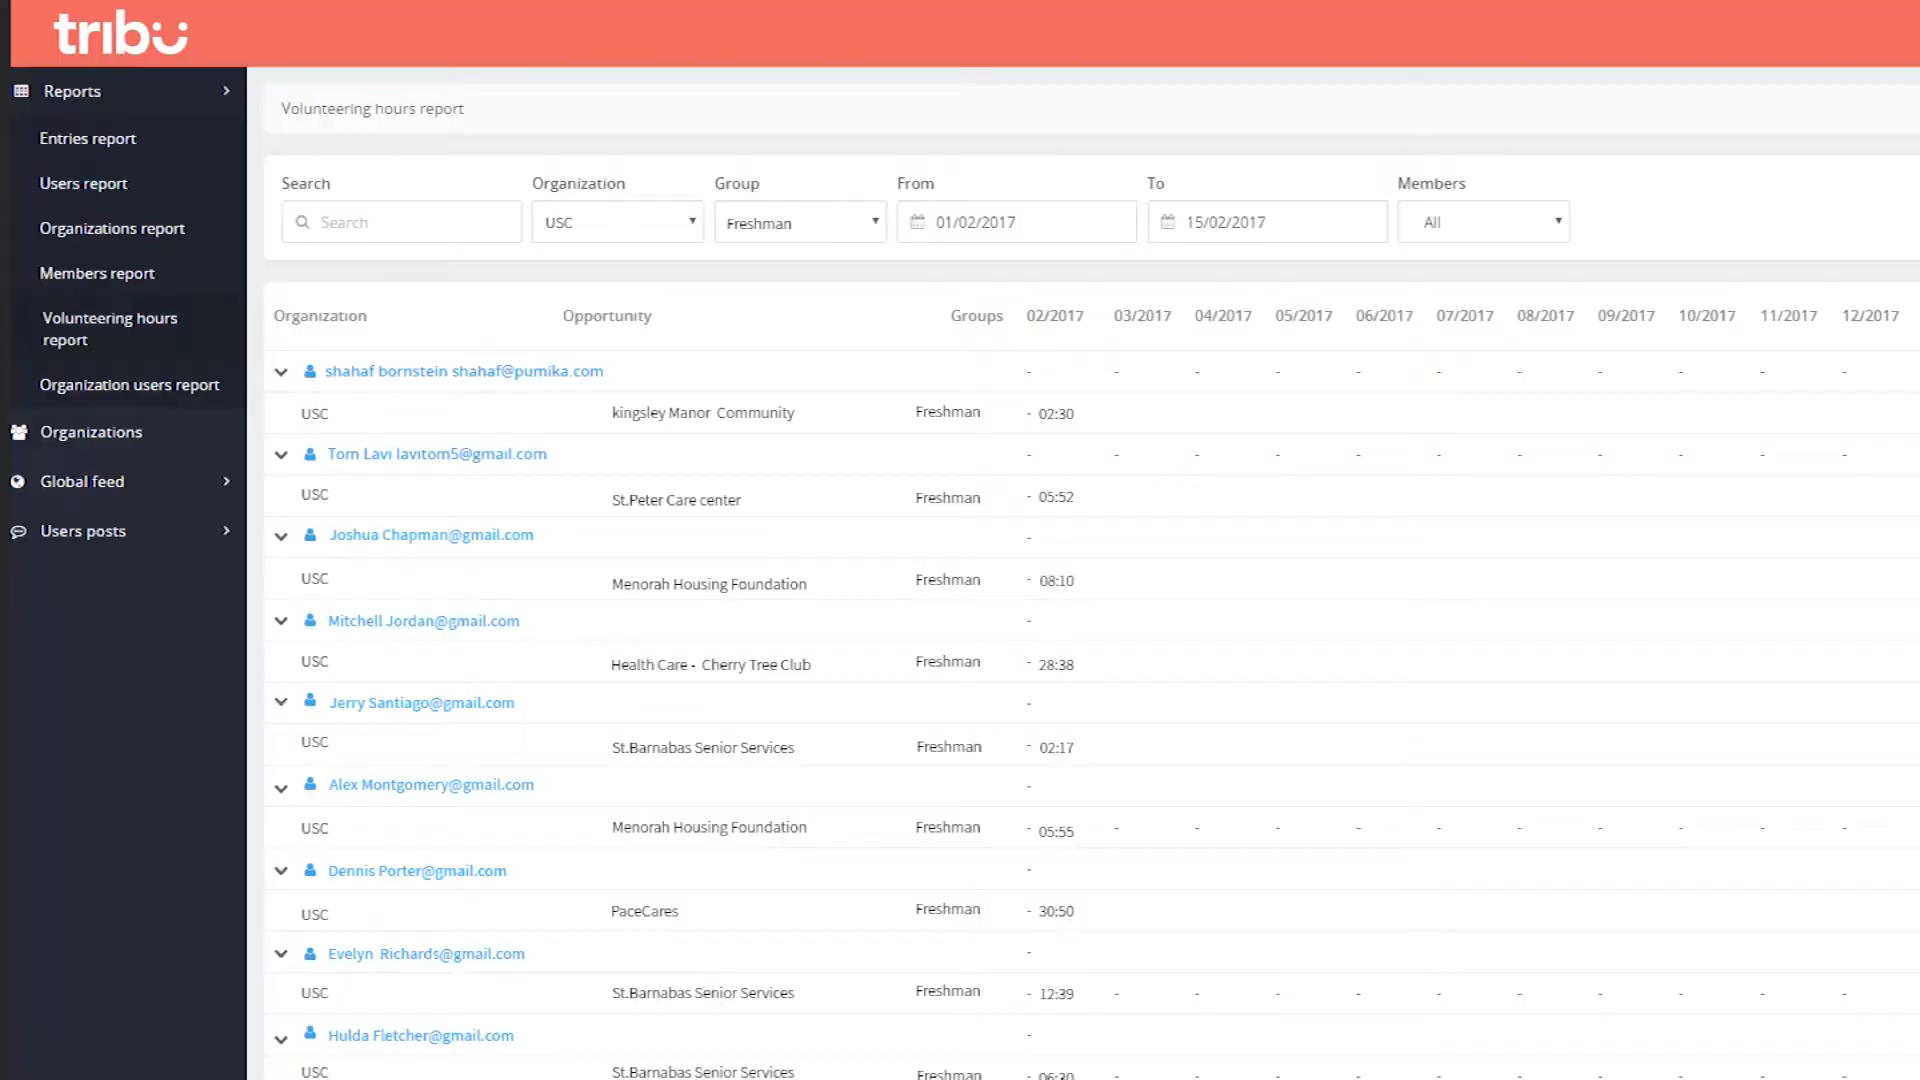 tribu
Reports
Entries report
Users report
Organizations report
Members report
Volunteering hours
report
Organization users report
Organizations
Global feed
Users posts
Volunteering hours report
Search Organization Group From To Members
Search USC Freshman 01/02/2017 15/02/2017 All
Organization Opportunity Groups 02/2017 03/2017 04/2017 05/2017 06/2017 07/2017 08/2017 09/2017 10/2017 11/2017 12/2017
shahaf bornstein shahaf@pumika.com - - - - - - - - - - -
USC kingsley Manor Community Freshman - 02:30
Tom Lavi lavitom5@gmail.com - - - - - - - - - - -
USC St.Peter Care center Freshman - 05:52
Joshua Chapman@gmail.com -
USC Menorah Housing Foundation Freshman - 08:10
Mitchell Jordan@gmail.com -
USC Health Care - Cherry Tree Club Freshman - 28:38
Jerry Santiago@gmail.com -
USC St.Barnabas Senior Services Freshman - 02:17
Alex Montgomery@gmail.com -
USC Menorah Housing Foundation Freshman - 05:55 - - - - - - - - - -
Dennis Porter@gmail.com -
USC PaceCares Freshman - 30:50
Evelyn Richards@gmail.com -
USC St.Barnabas Senior Services Freshman - 12:39 - - - - - - - - - -
Hulda Fletcher@gmail.com -
USC St.Barnabas Senior Services Freshman - 06:30 - - - - - - - - - -